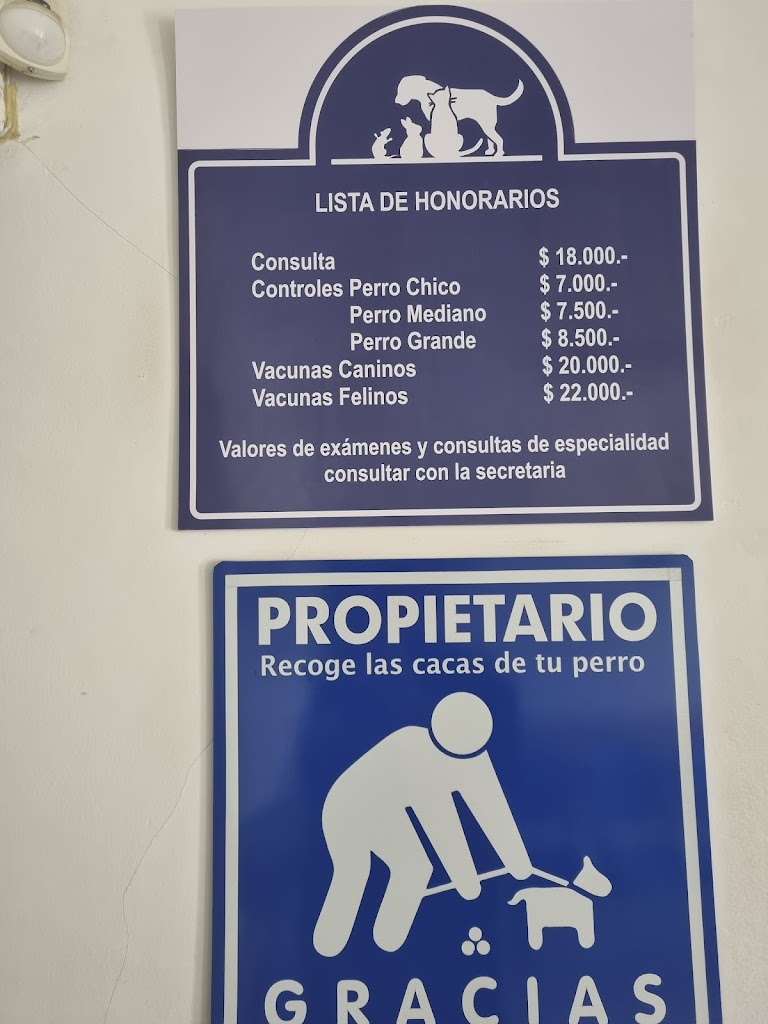 LISTA DE HONORARIOS
Consulta $ 18.000.-
Controles Perro Chico $ 7.000.-
Perro Mediano $ 7.500.-
Perro Grande $ 8.500.-
Vacunas Caninos $ 20.000.-
Vacunas Felinos $ 22.000.-
Valores de exámenes y consultas de especialidad
consultar con la secretaria
PROPIETARIO
Recoge las cacas de tu perro
GRACIAS